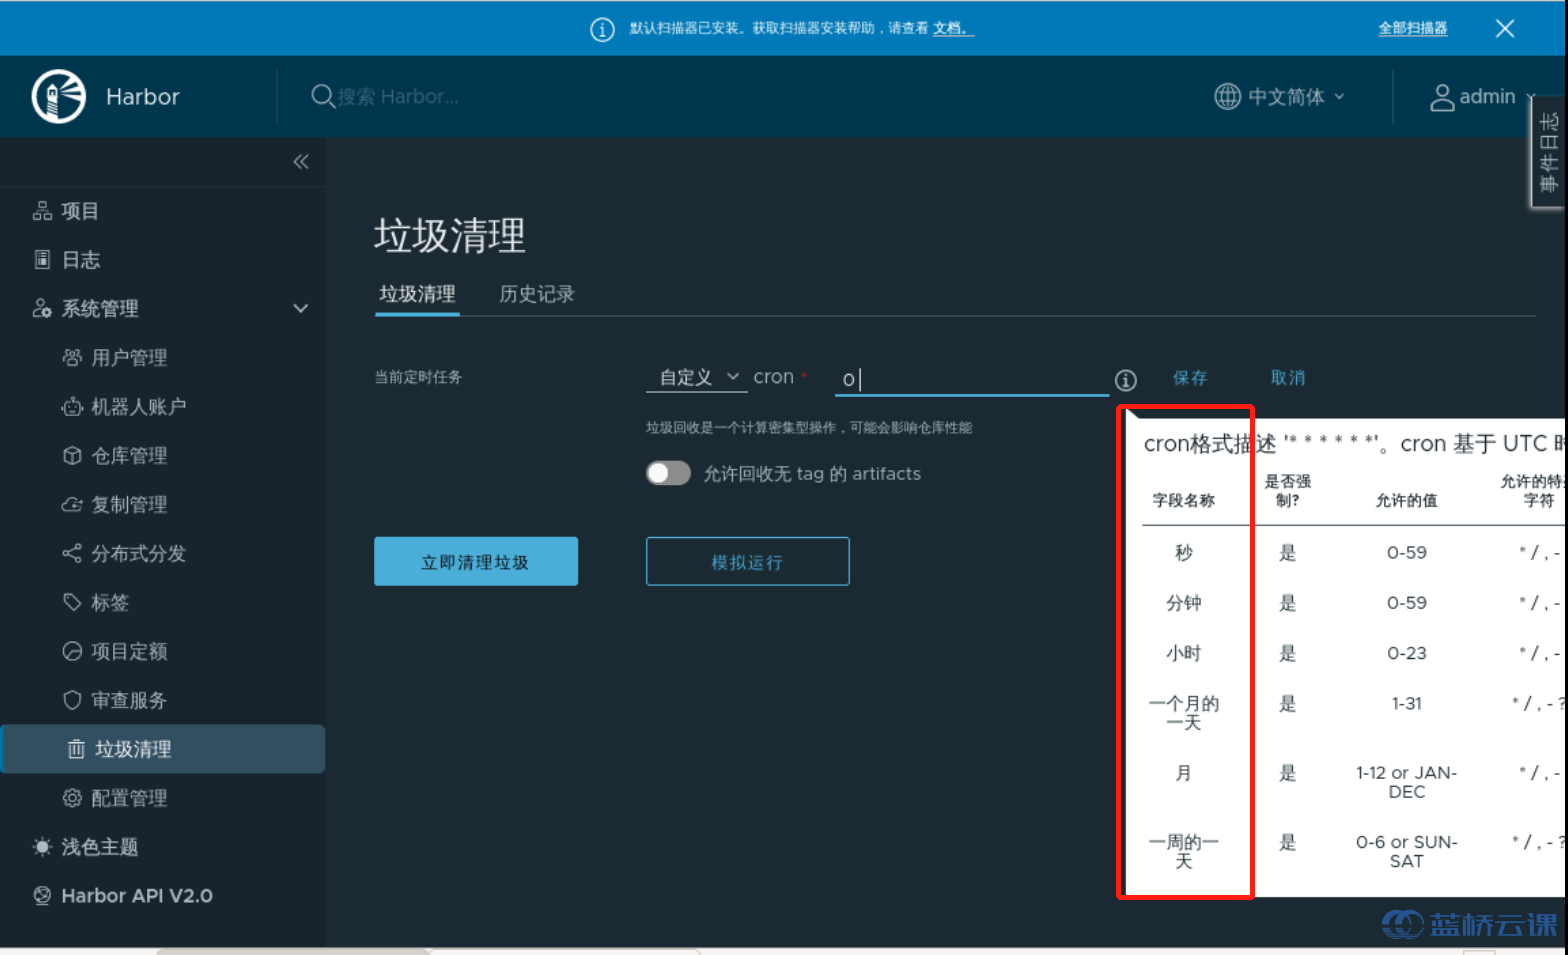 默认扫描器已安装。获取扫描器安装帮助，请查看 文档。
全部扫描器
Harbor
搜索 Harbor...
中文简体
admin
事件日志
项目
日志
系统管理
用户管理
机器人账户
仓库管理
复制管理
分布式分发
标签
项目定额
审查服务
垃圾清理
配置管理
浅色主题
Harbor API V2.0
垃圾清理
垃圾清理 历史记录
当前定时任务 自定义 cron * 0 保存 取消
垃圾回收是一个计算密集型操作，可能会影响仓库性能
允许回收无 tag 的 artifacts
立即清理垃圾 模拟运行
cron格式描述 '* * * * * *'。cron 基于 UTC
字段名称 是否强制? 允许的值 允许的特 字符
秒 是 0-59 * / , -
分钟 是 0-59 * / , -
小时 是 0-23 * / , -
一个月的一天 是 1-31 * / , - ?
月 是 1-12 or JAN-DEC * / , -
一周的一天 是 0-6 or SUN-SAT * / , - ?
蓝桥云课